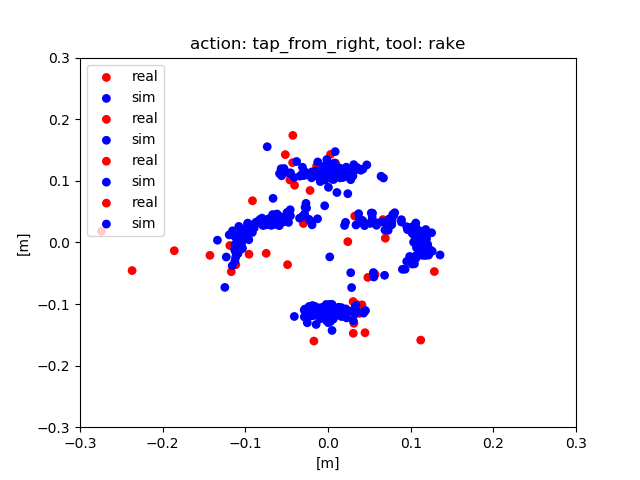 action: tap_from_right, tool: rake
real
sim
real
sim
real
sim
real
sim
0.3
0.2
0.1
0.0
−0.1
−0.2
−0.3
[m]
−0.3 −0.2 −0.1 0.0 0.1 0.2 0.3
[m]